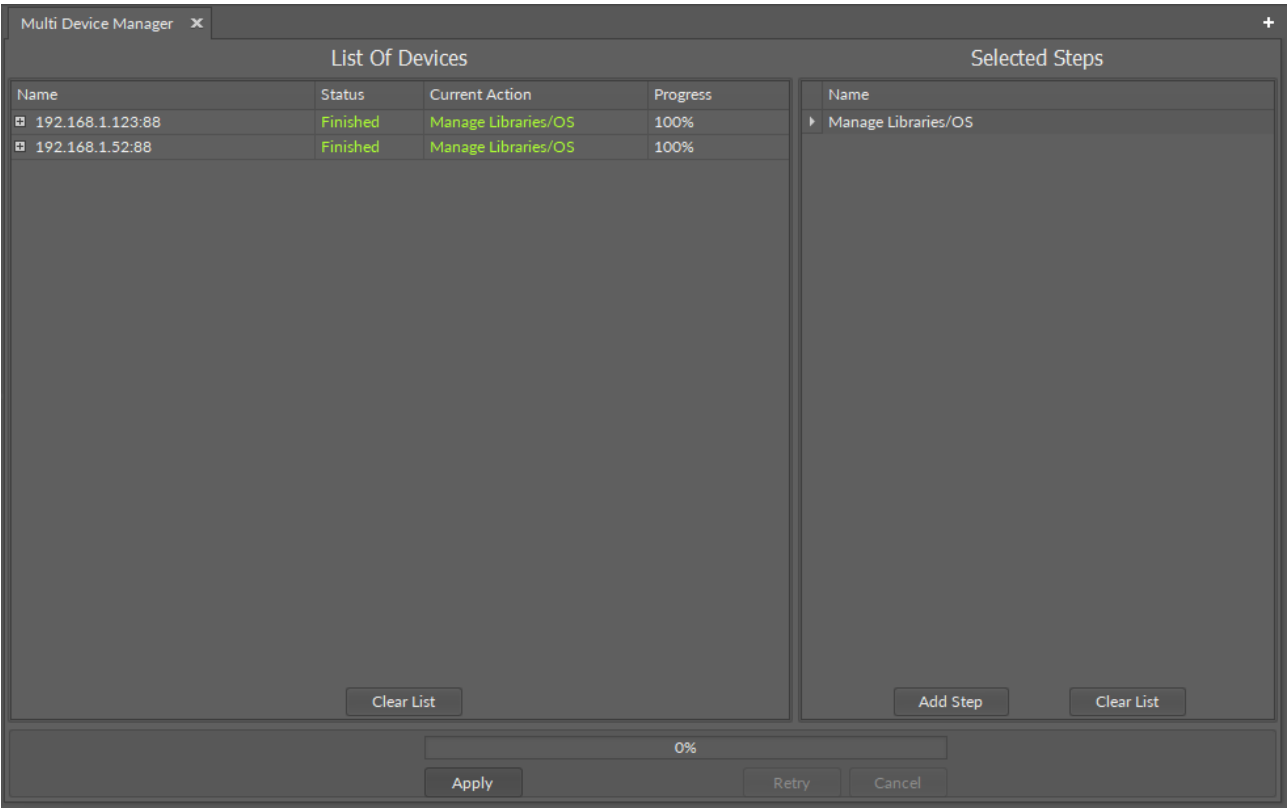 Multi Device Manager x +
List Of Devices Selected Steps
Name Status Current Action Progress Name
192.168.1.123:88 Finished Manage Libraries/OS 100% Manage Libraries/OS
192.168.1.52:88 Finished Manage Libraries/OS 100%
Clear List Add Step Clear List
0%
Apply Retry Cancel